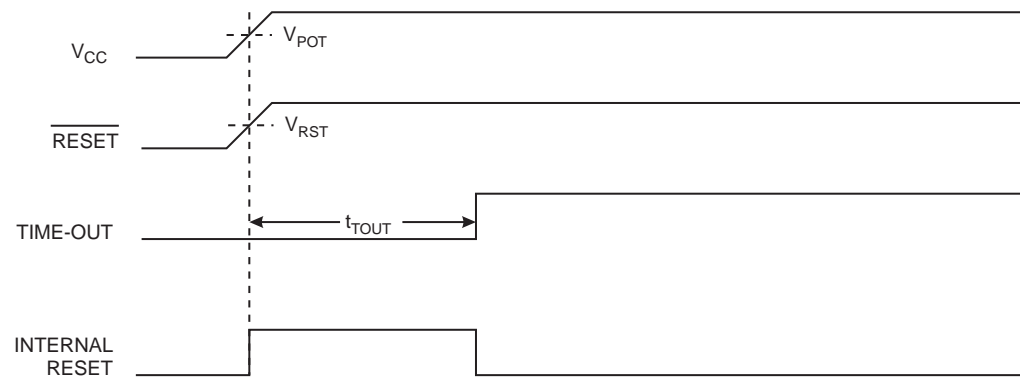 V_CC
V_POT
RESET
V_RST
TIME-OUT
t_TOUT
INTERNAL
RESET